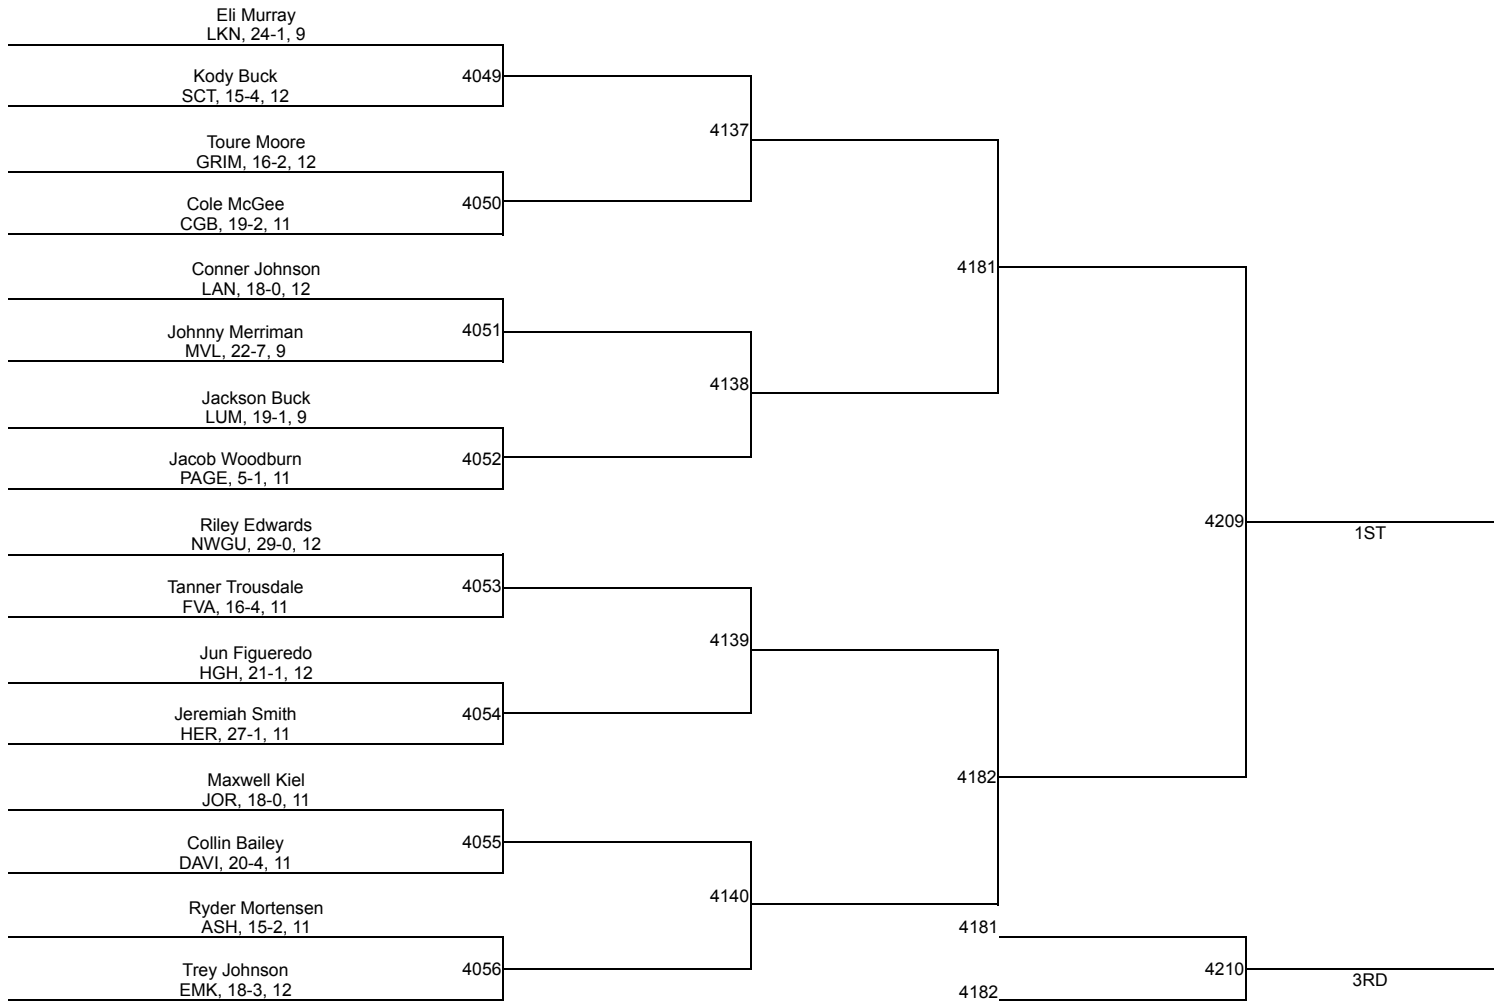 Eli Murray
LKN, 24-1, 9
Kody Buck
SCT, 15-4, 12
4049
4137
Toure Moore
GRIM, 16-2, 12
Cole McGee
CGB, 19-2, 11
4050
Conner Johnson
LAN, 18-0, 12
4181
Johnny Merriman
MVL, 22-7, 9
4051
4138
Jackson Buck
LUM, 19-1, 9
Jacob Woodburn
PAGE, 5-1, 11
4052
4209
1ST
Riley Edwards
NWGU, 29-0, 12
Tanner Trousdale
FVA, 16-4, 11
4053
4139
Jun Figueredo
HGH, 21-1, 12
Jeremiah Smith
HER, 27-1, 11
4054
Maxwell Kiel
JOR, 18-0, 11
4182
Collin Bailey
DAVI, 20-4, 11
4055
4140
Ryder Mortensen
ASH, 15-2, 11
4181
Trey Johnson
EMK, 18-3, 12
4056
4210
3RD
4182